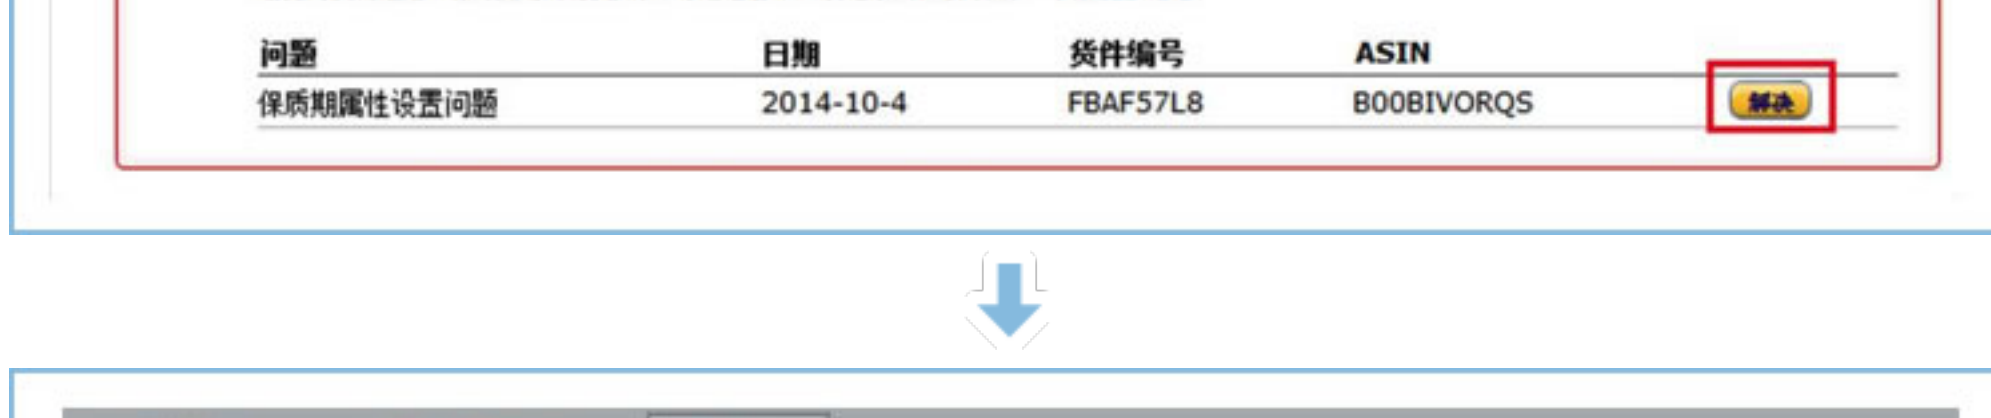 问题 日期 货件编号 ASIN
保质期属性设置问题 2014-10-4 FBAF57L8 B00BIVORQS 解决